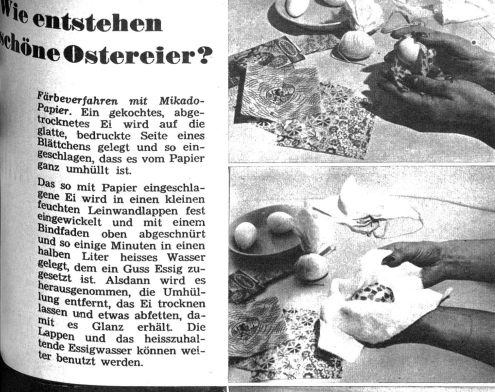 Wie entstehen
schöne Ostereier?
Färbeverfahren mit Mikado-
Papier. Ein gekochtes, abge-
trocknetes Ei wird auf die
glatte, bedruckte Seite eines
Blättchens gelegt und so ein-
geschlagen, dass es vom Papier
ganz umhüllt ist.
Das so mit Papier eingeschla-
gene Ei wird in einen kleinen
feuchten Leinwandlappen fest
eingewickelt und mit einem
Bindfaden oben abgeschnürt
und so einige Minuten in einen
halben Liter heisses Wasser
gelegt, dem ein Guss Essig zu-
gesetzt ist. Alsdann wird es
herausgenommen, die Umhül-
lung entfernt, das Ei trocknen
lassen und etwas abfetten, da-
mit es Glanz erhält. Die
Lappen und das heisszuhal-
tende Essigwasser können wei-
ter benutzt werden.